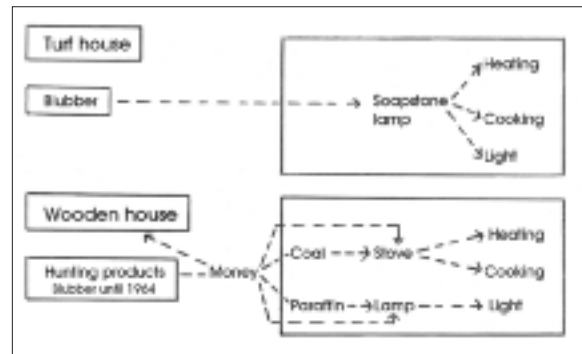 Turf house
Blubber
Soapstone
lamp
Heating
Cooking
Light
Wooden house
Hunting products
Blubber until 1964
Money
Coal
Stove
Heating
Cooking
Paraffin
Lamp
Light